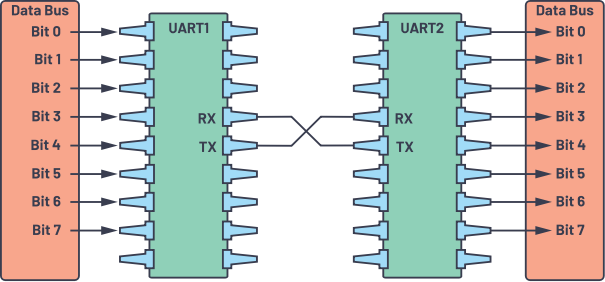 Data Bus
Bit 0
Bit 1
Bit 2
Bit 3
Bit 4
Bit 5
Bit 6
Bit 7
UART1
RX
TX
UART2
RX
TX
Data Bus
Bit 0
Bit 1
Bit 2
Bit 3
Bit 4
Bit 5
Bit 6
Bit 7